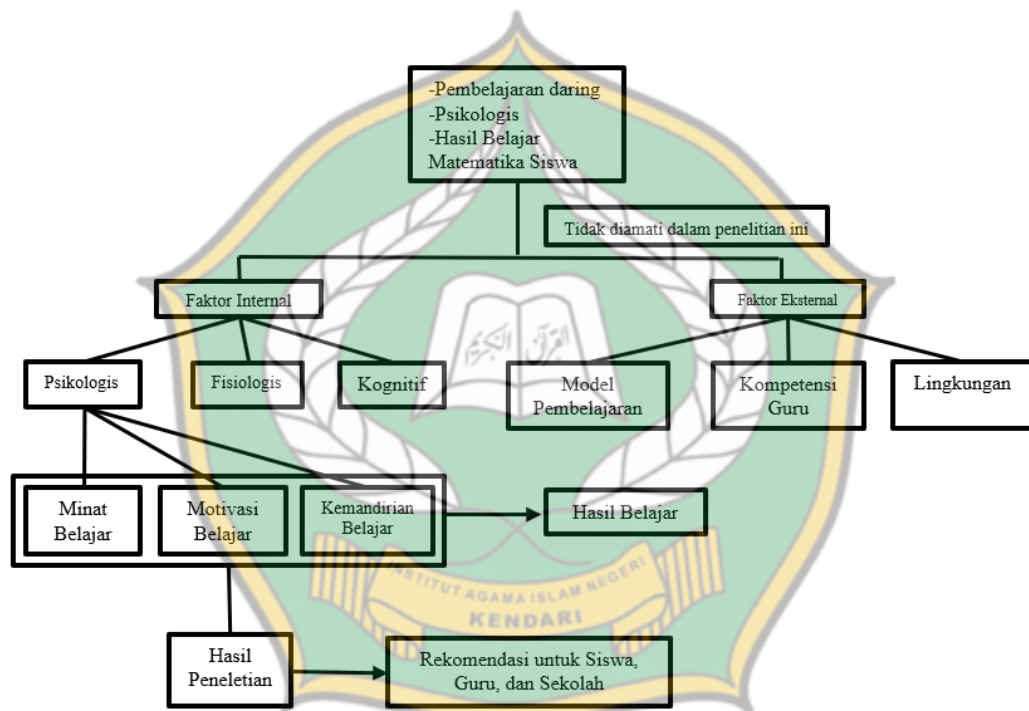 -Pembelajaran daring
-Psikologis
-Hasil Belajar
Matematika Siswa
Tidak diamati dalam penelitian ini
Faktor Internal
Faktor Eksternal
Psikologis
Fisiologis
Kognitif
Model
Pembelajaran
Kompetensi
Guru
Lingkungan
القرآن الكريم
Minat
Belajar
Motivasi
Belajar
Kemandirian
Belajar
Hasil Belajar
INSTITUT AGAMA ISLAM NEGERI
KENDARI
Hasil
Peneletian
Rekomendasi untuk Siswa,
Guru, dan Sekolah